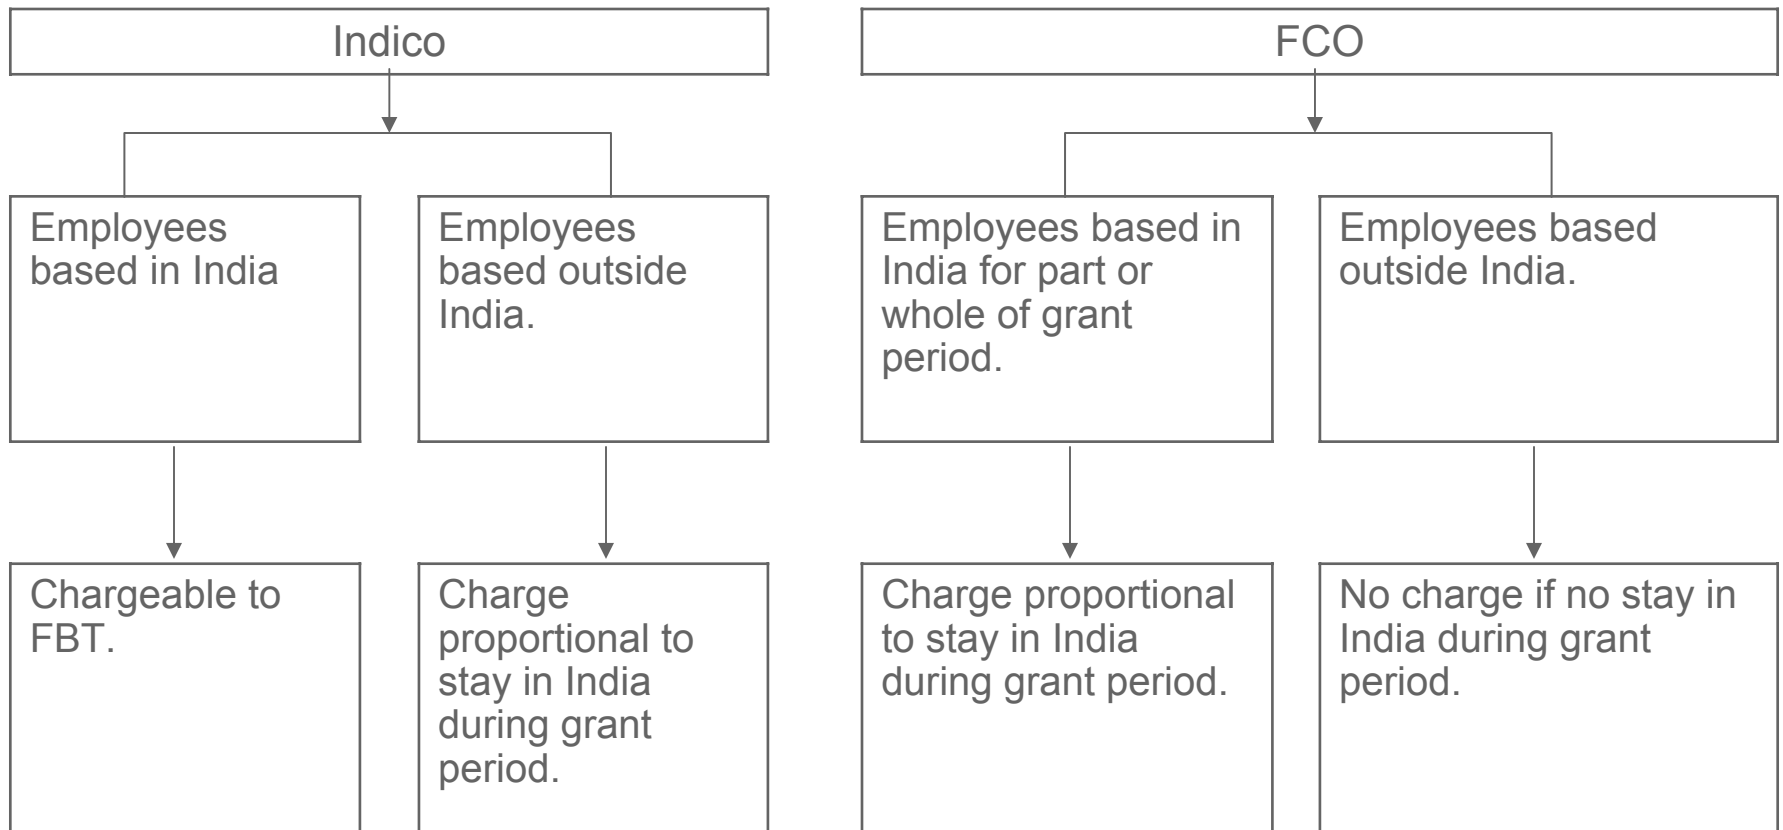 Indico
FCO
Employees
based in India
Employees
based outside
India.
Employees based in
India for part or
whole of grant
period.
Employees based
outside India.
Chargeable to
FBT.
Charge
proportional to
stay in India
during grant
period.
Charge proportional
to stay in India
during grant period.
No charge if no stay in
India during grant
period.